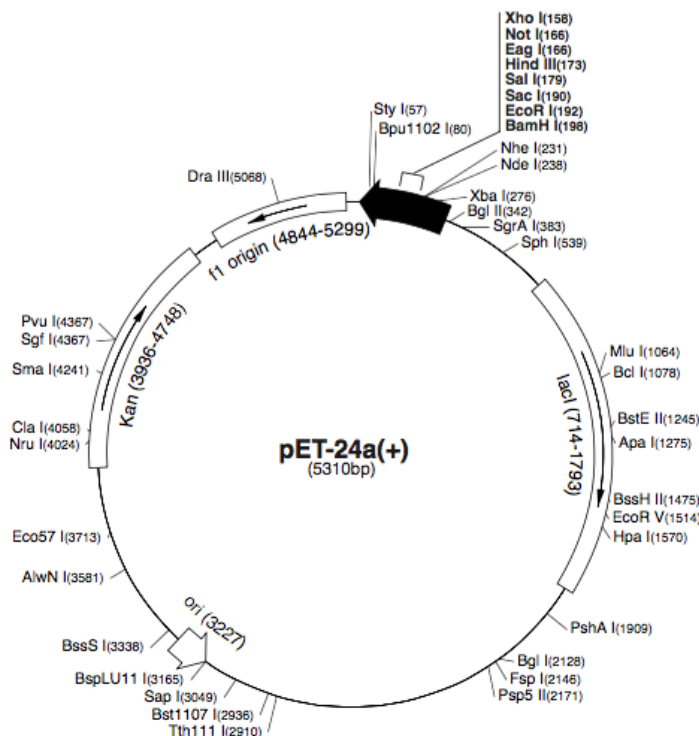 Xho I(158)
Not I(166)
Eag I(166)
Hind III(173)
Sal I(179)
Sac I(190)
EcoR I(192)
BamH I(198)
Sty I(57)
Bpu1102 I(80)
Nhe I(231)
Nde I(238)
Dra III(5068)
Xba I(276)
Bgl II(342)
SgrA I(383)
Sph I(539)
f1 origin (4844-5299)
Pvu I(4367)
Sgf I(4367)
Sma I(4241)
Kan (3936-4748)
Mlu I(1064)
Bcl I(1078)
lacI (714-1793)
Cla I(4058)
Nru I(4024)
BstE II(1245)
Apa I(1275)
pET-24a(+)
(5310bp)
BssH II(1475)
EcoR V(1514)
Hpa I(1570)
Eco57 I(3713)
AlwN I(3581)
ori (3227)
BssS I(3338)
PshA I(1909)
BspLU11 I(3165)
Sap I(3049)
Bst1107 I(2936)
Tth111 I(2910)
Bgl I(2128)
Fsp I(2146)
Psp5 II(2171)